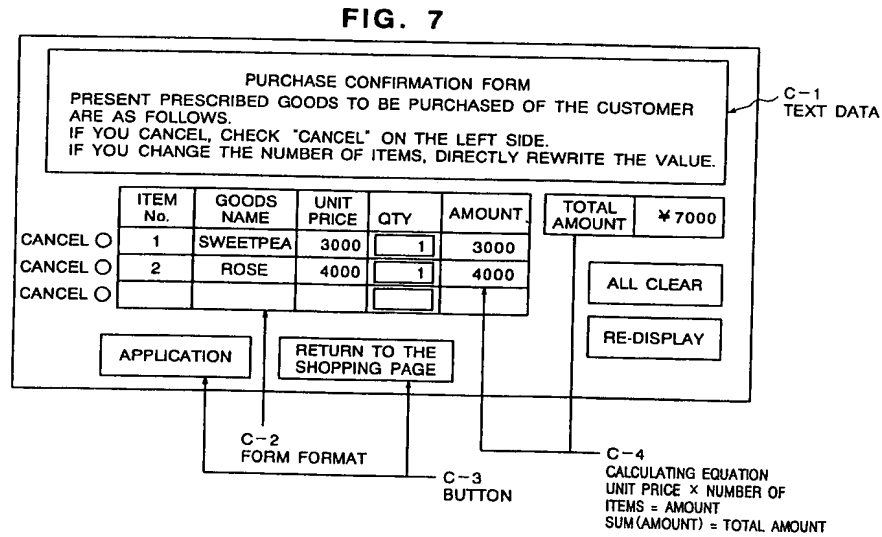 FIG. 7
PURCHASE CONFIRMATION FORM
PRESENT PRESCRIBED GOODS TO BE PURCHASED OF THE CUSTOMER
ARE AS FOLLOWS.
IF YOU CANCEL, CHECK "CANCEL" ON THE LEFT SIDE.
IF YOU CHANGE THE NUMBER OF ITEMS, DIRECTLY REWRITE THE VALUE.
C-1
TEXT DATA
ITEM No. GOODS NAME UNIT PRICE QTY AMOUNT
CANCEL 1 SWEETPEA 3000 1 3000
CANCEL 2 ROSE 4000 1 4000
CANCEL
TOTAL AMOUNT ¥7000
ALL CLEAR
RE-DISPLAY
APPLICATION
RETURN TO THE
SHOPPING PAGE
C-2
FORM FORMAT
C-3
BUTTON
C-4
CALCULATING EQUATION
UNIT PRICE × NUMBER OF
ITEMS = AMOUNT
SUM(AMOUNT) = TOTAL AMOUNT